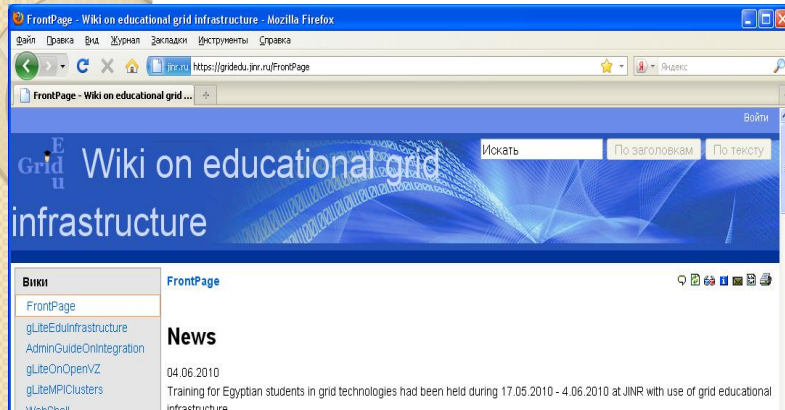 FrontPage - Wiki on educational grid infrastructure - Mozilla Firefox
Файл Правка Вид Журнал Закладки Инструменты Справка
jinr.ru https://gridedu.jinr.ru/FrontPage
Яндекс
FrontPage - Wiki on educational grid ...
Войти
Grid Edu Wiki on educational grid
infrastructure
Искать
По заголовкам По тексту
Вики
FrontPage
gLiteEduInfrastructure
AdminGuideOnIntegration
gLiteOnOpenVZ
gLiteMPIClusters
WebShell
FrontPage
News
04.06.2010
Training for Egyptian students in grid technologies had been held during 17.05.2010 - 4.06.2010 at JINR with use of grid educational
infrastructure